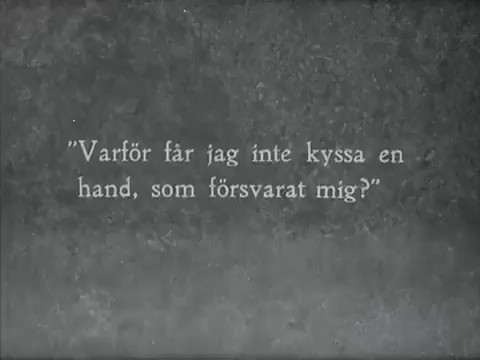 "Varför får jag inte kyssa en
hand, som försvarat mig?"